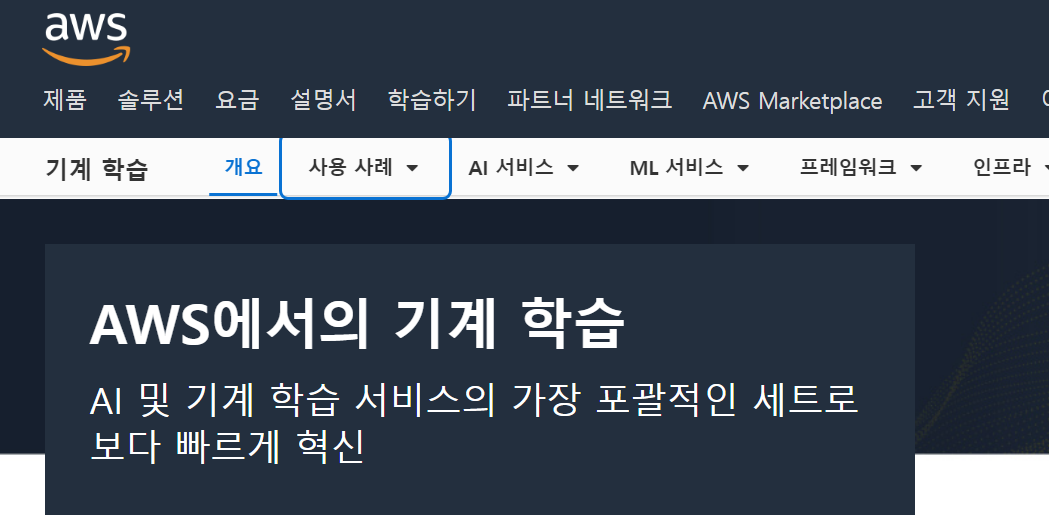 aws
제품 솔루션 요금 설명서 학습하기 파트너 네트워크 AWS Marketplace 고객 지원
기계 학습 개요 사용 사례 AI 서비스 ML 서비스 프레임워크 인프라
AWS에서의 기계 학습
AI 및 기계 학습 서비스의 가장 포괄적인 세트로
보다 빠르게 혁신